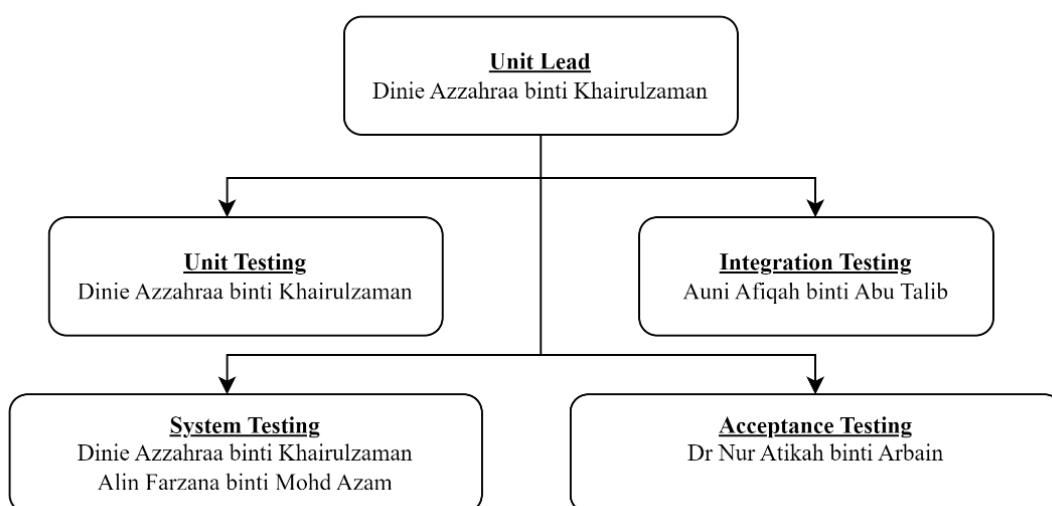 Unit Lead
Dinie Azzahraa binti Khairulzaman
Unit Testing
Dinie Azzahraa binti Khairulzaman
Integration Testing
Auni Afiqah binti Abu Talib
System Testing
Dinie Azzahraa binti Khairulzaman
Alin Farzana binti Mohd Azam
Acceptance Testing
Dr Nur Atikah binti Arbain